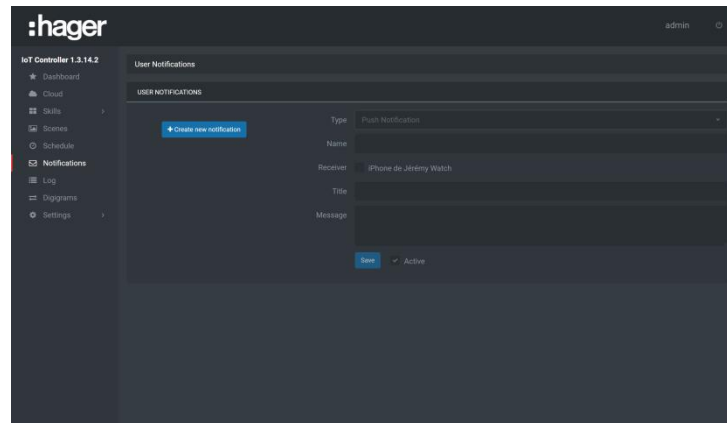 :hager
admin
IoT Controller 1.3.14.2
Dashboard
Cloud
Skills
Scenes
Schedule
Notifications
Log
Digigrams
Settings
User Notifications
USER NOTIFICATIONS
+ Create new notification
Type Push Notification
Name
Receiver iPhone de Jérémy Watch
Title
Message
Save Active